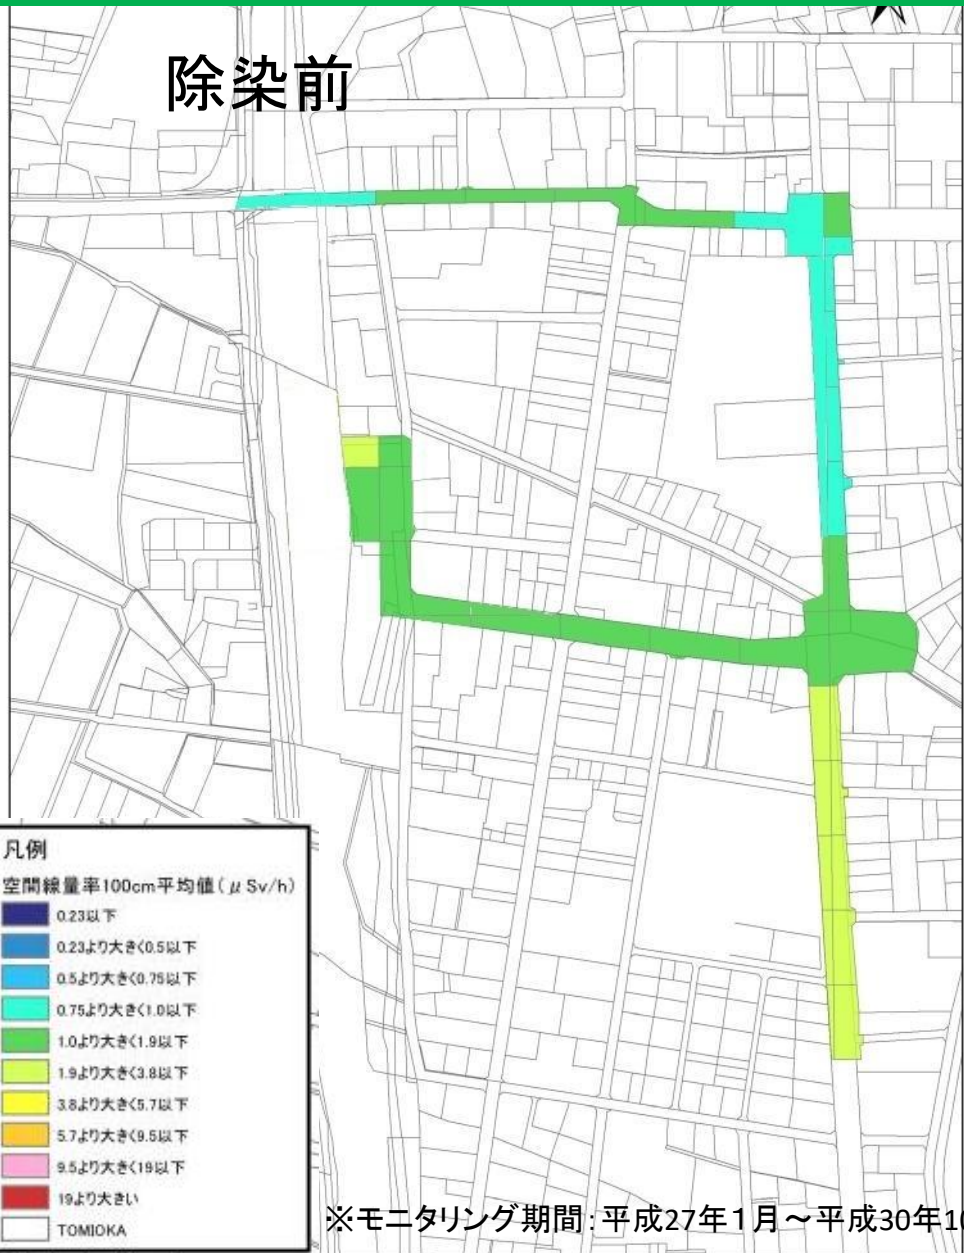 除染前
凡例
空間線量率100cm平均値(μSv/h)
0.23以下
0.23より大きく0.5以下
0.5より大きく0.75以下
0.75より大きく1.0以下
1.0より大きく1.9以下
1.9より大きく3.8以下
3.8より大きく5.7以下
5.7より大きく9.5以下
9.5より大きく19以下
19より大きい
TOMIOKA
※モニタリング期間:平成27年1月~平成30年10